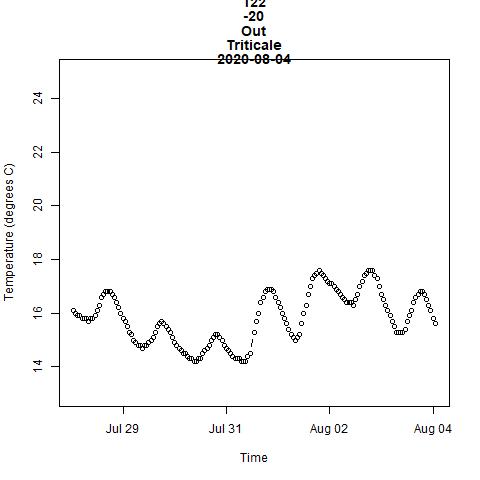 122
-20
Out
Triticale
2020-08-04
24
22
20
18
16
14
Temperature (degrees C)
Jul 29
Jul 31
Aug 02
Aug 04
Time